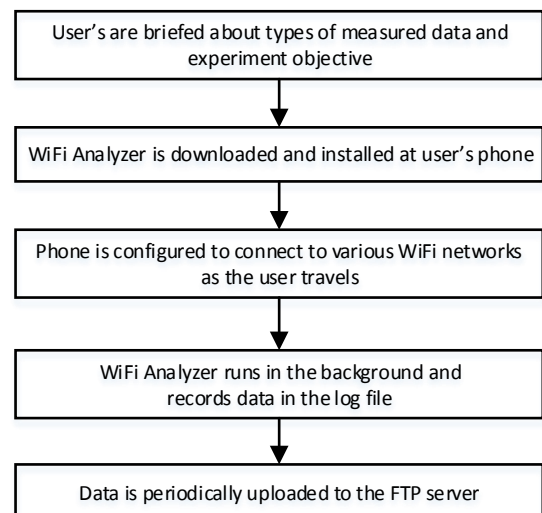 User's are briefed about types of measured data and
experiment objective
WiFi Analyzer is downloaded and installed at user's phone
Phone is configured to connect to various WiFi networks
as the user travels
WiFi Analyzer runs in the background and
records data in the log file
Data is periodically uploaded to the FTP server